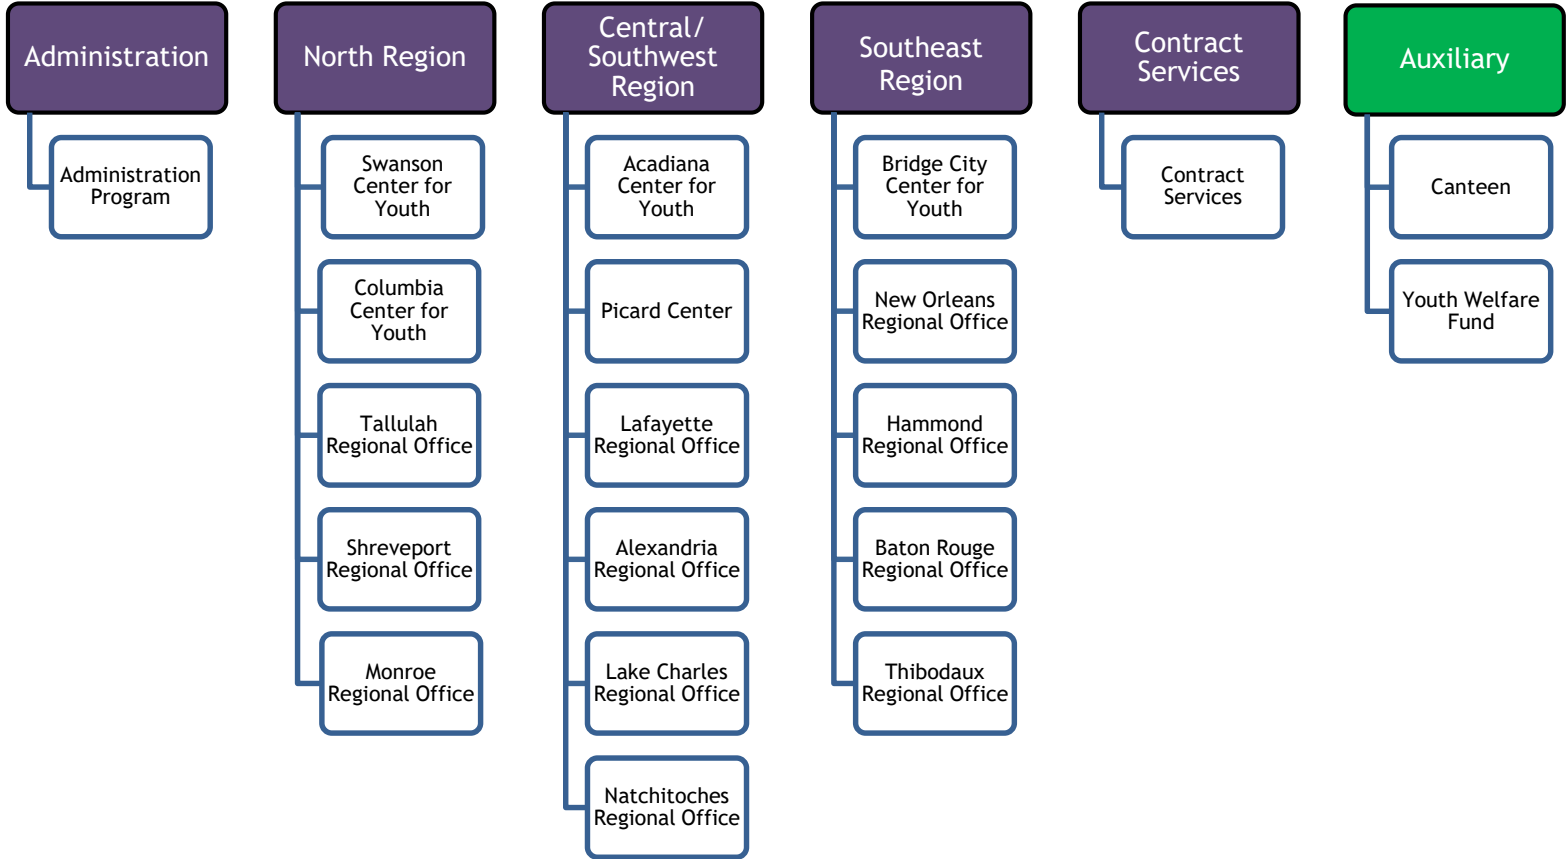 Administration
Administration
Program
North Region
Swanson
Center for
Youth
Columbia
Center for
Youth
Tallulah
Regional Office
Shreveport
Regional Office
Monroe
Regional Office
Central/
Southwest
Region
Acadiana
Center for
Youth
Picard Center
Lafayette
Regional Office
Alexandria
Regional Office
Lake Charles
Regional Office
Natchitoches
Regional Office
Southeast
Region
Bridge City
Center for
Youth
New Orleans
Regional Office
Hammond
Regional Office
Baton Rouge
Regional Office
Thibodaux
Regional Office
Contract
Services
Contract
Services
Auxiliary
Canteen
Youth Welfare
Fund